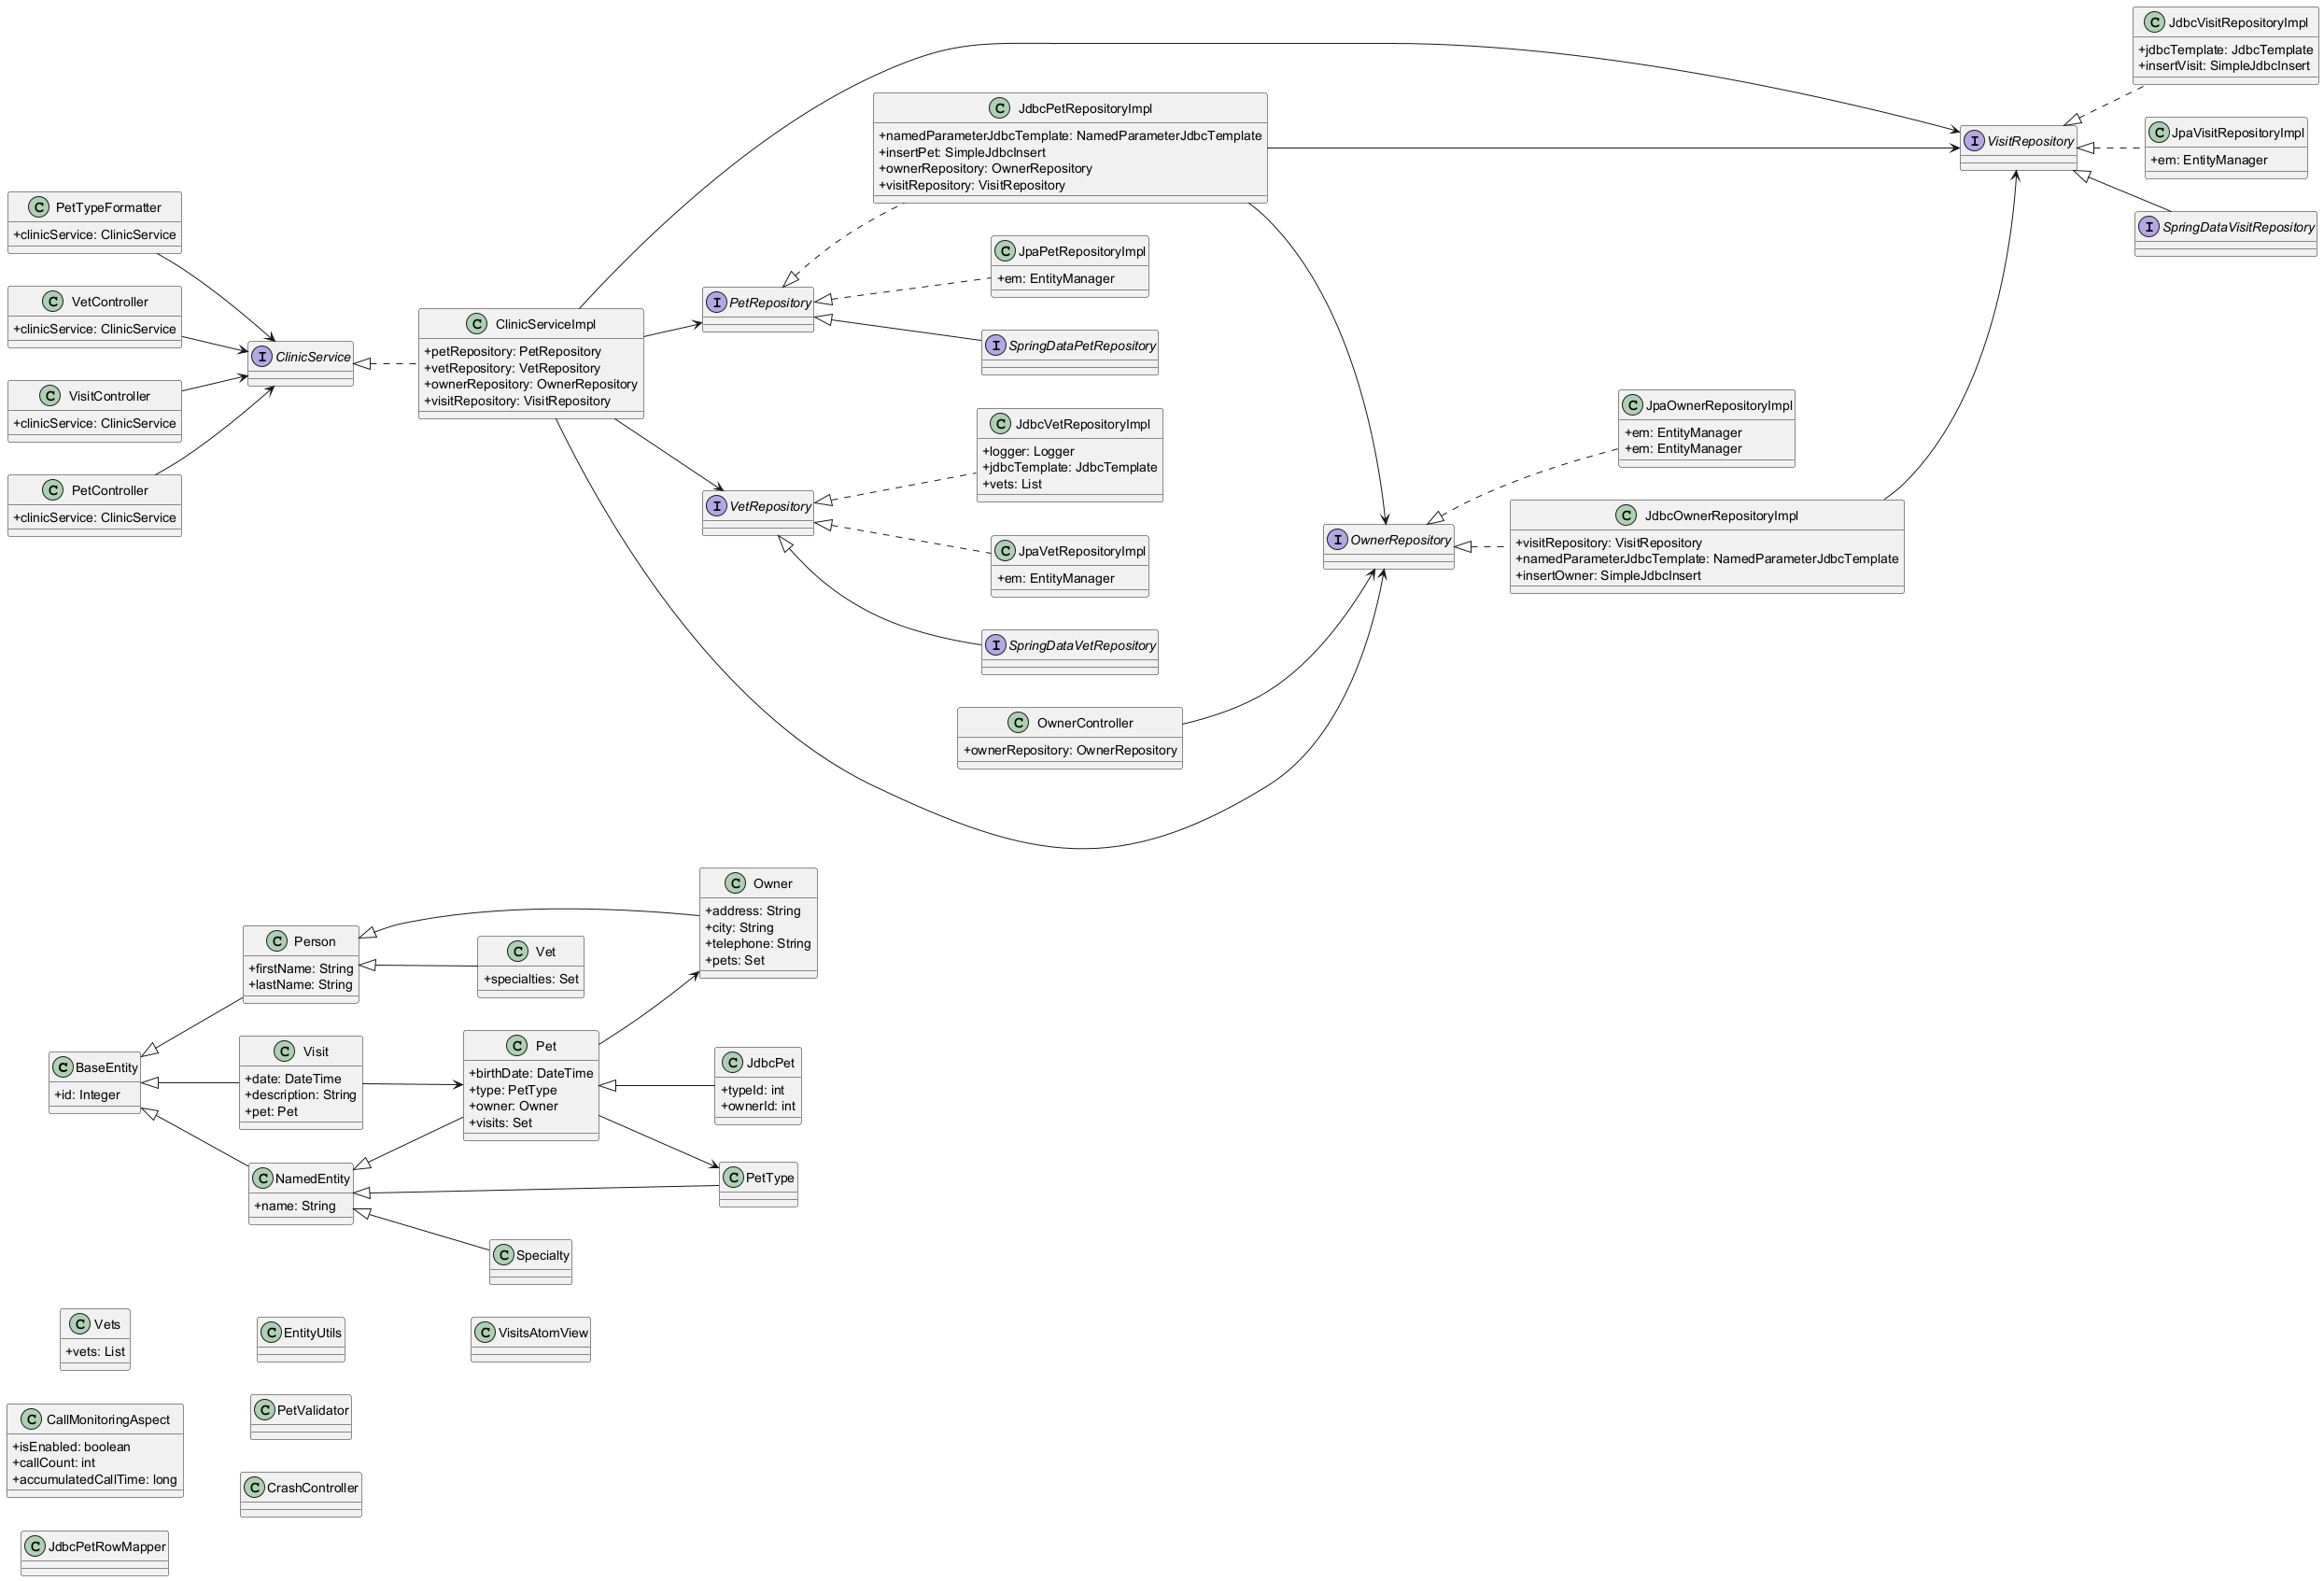 C JdbcVisitRepositoryImpl
+jdbcTemplate: JdbcTemplate
+insertVisit: SimpleJdbcInsert
C JdbcPetRepositoryImpl
+namedParameterJdbcTemplate: NamedParameterJdbcTemplate
+insertPet: SimpleJdbcInsert
+ownerRepository: OwnerRepository
+visitRepository: VisitRepository
I VisitRepository
C JpaVisitRepositoryImpl
+em: EntityManager
I SpringDataVisitRepository
C PetTypeFormatter
+clinicService: ClinicService
C VetController
+clinicService: ClinicService
C VisitController
+clinicService: ClinicService
C PetController
+clinicService: ClinicService
I ClinicService
C ClinicServiceImpl
+petRepository: PetRepository
+vetRepository: VetRepository
+ownerRepository: OwnerRepository
+visitRepository: VisitRepository
I PetRepository
C JpaPetRepositoryImpl
+em: EntityManager
I SpringDataPetRepository
I VetRepository
C JdbcVetRepositoryImpl
+logger: Logger
+jdbcTemplate: JdbcTemplate
+vets: List
C JpaVetRepositoryImpl
+em: EntityManager
I SpringDataVetRepository
C OwnerController
+ownerRepository: OwnerRepository
I OwnerRepository
C JpaOwnerRepositoryImpl
+em: EntityManager
+em: EntityManager
C JdbcOwnerRepositoryImpl
+visitRepository: VisitRepository
+namedParameterJdbcTemplate: NamedParameterJdbcTemplate
+insertOwner: SimpleJdbcInsert
C BaseEntity
+id: Integer
C Person
+firstName: String
+lastName: String
C Visit
+date: DateTime
+description: String
+pet: Pet
C NamedEntity
+name: String
C Vet
+specialties: Set
C Pet
+birthDate: DateTime
+type: PetType
+owner: Owner
+visits: Set
C Specialty
C Owner
+address: String
+city: String
+telephone: String
+pets: Set
C JdbcPet
+typeId: int
+ownerId: int
C PetType
C Vets
+vets: List
C EntityUtils
C VisitsAtomView
C CallMonitoringAspect
+isEnabled: boolean
+callCount: int
+accumulatedCallTime: long
C PetValidator
C CrashController
C JdbcPetRowMapper